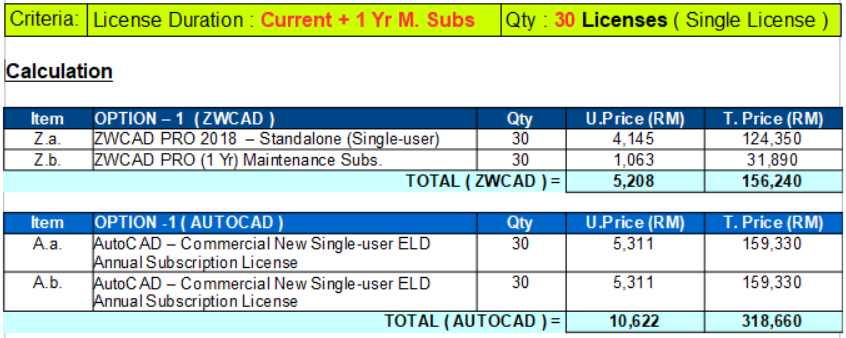 Criteria: License Duration : Current + 1 Yr M. Subs Qty : 30 Licenses ( Single License )
Calculation
Item OPTION – 1 ( ZWCAD ) Qty U.Price (RM) T. Price (RM)
Z.a. ZWCAD PRO 2018 – Standalone (Single-user) 30 4,145 124,350
Z.b. ZWCAD PRO (1 Yr) Maintenance Subs. 30 1,063 31,890
TOTAL ( ZWCAD ) = 5,208 156,240
Item OPTION -1 ( AUTOCAD ) Qty U.Price (RM) T. Price (RM)
A.a. AutoCAD – Commercial New Single-user ELD 30 5,311 159,330
Annual Subscription License
A.b. AutoCAD – Commercial New Single-user ELD 30 5,311 159,330
Annual Subscription License
TOTAL ( AUTOCAD ) = 10,622 318,660